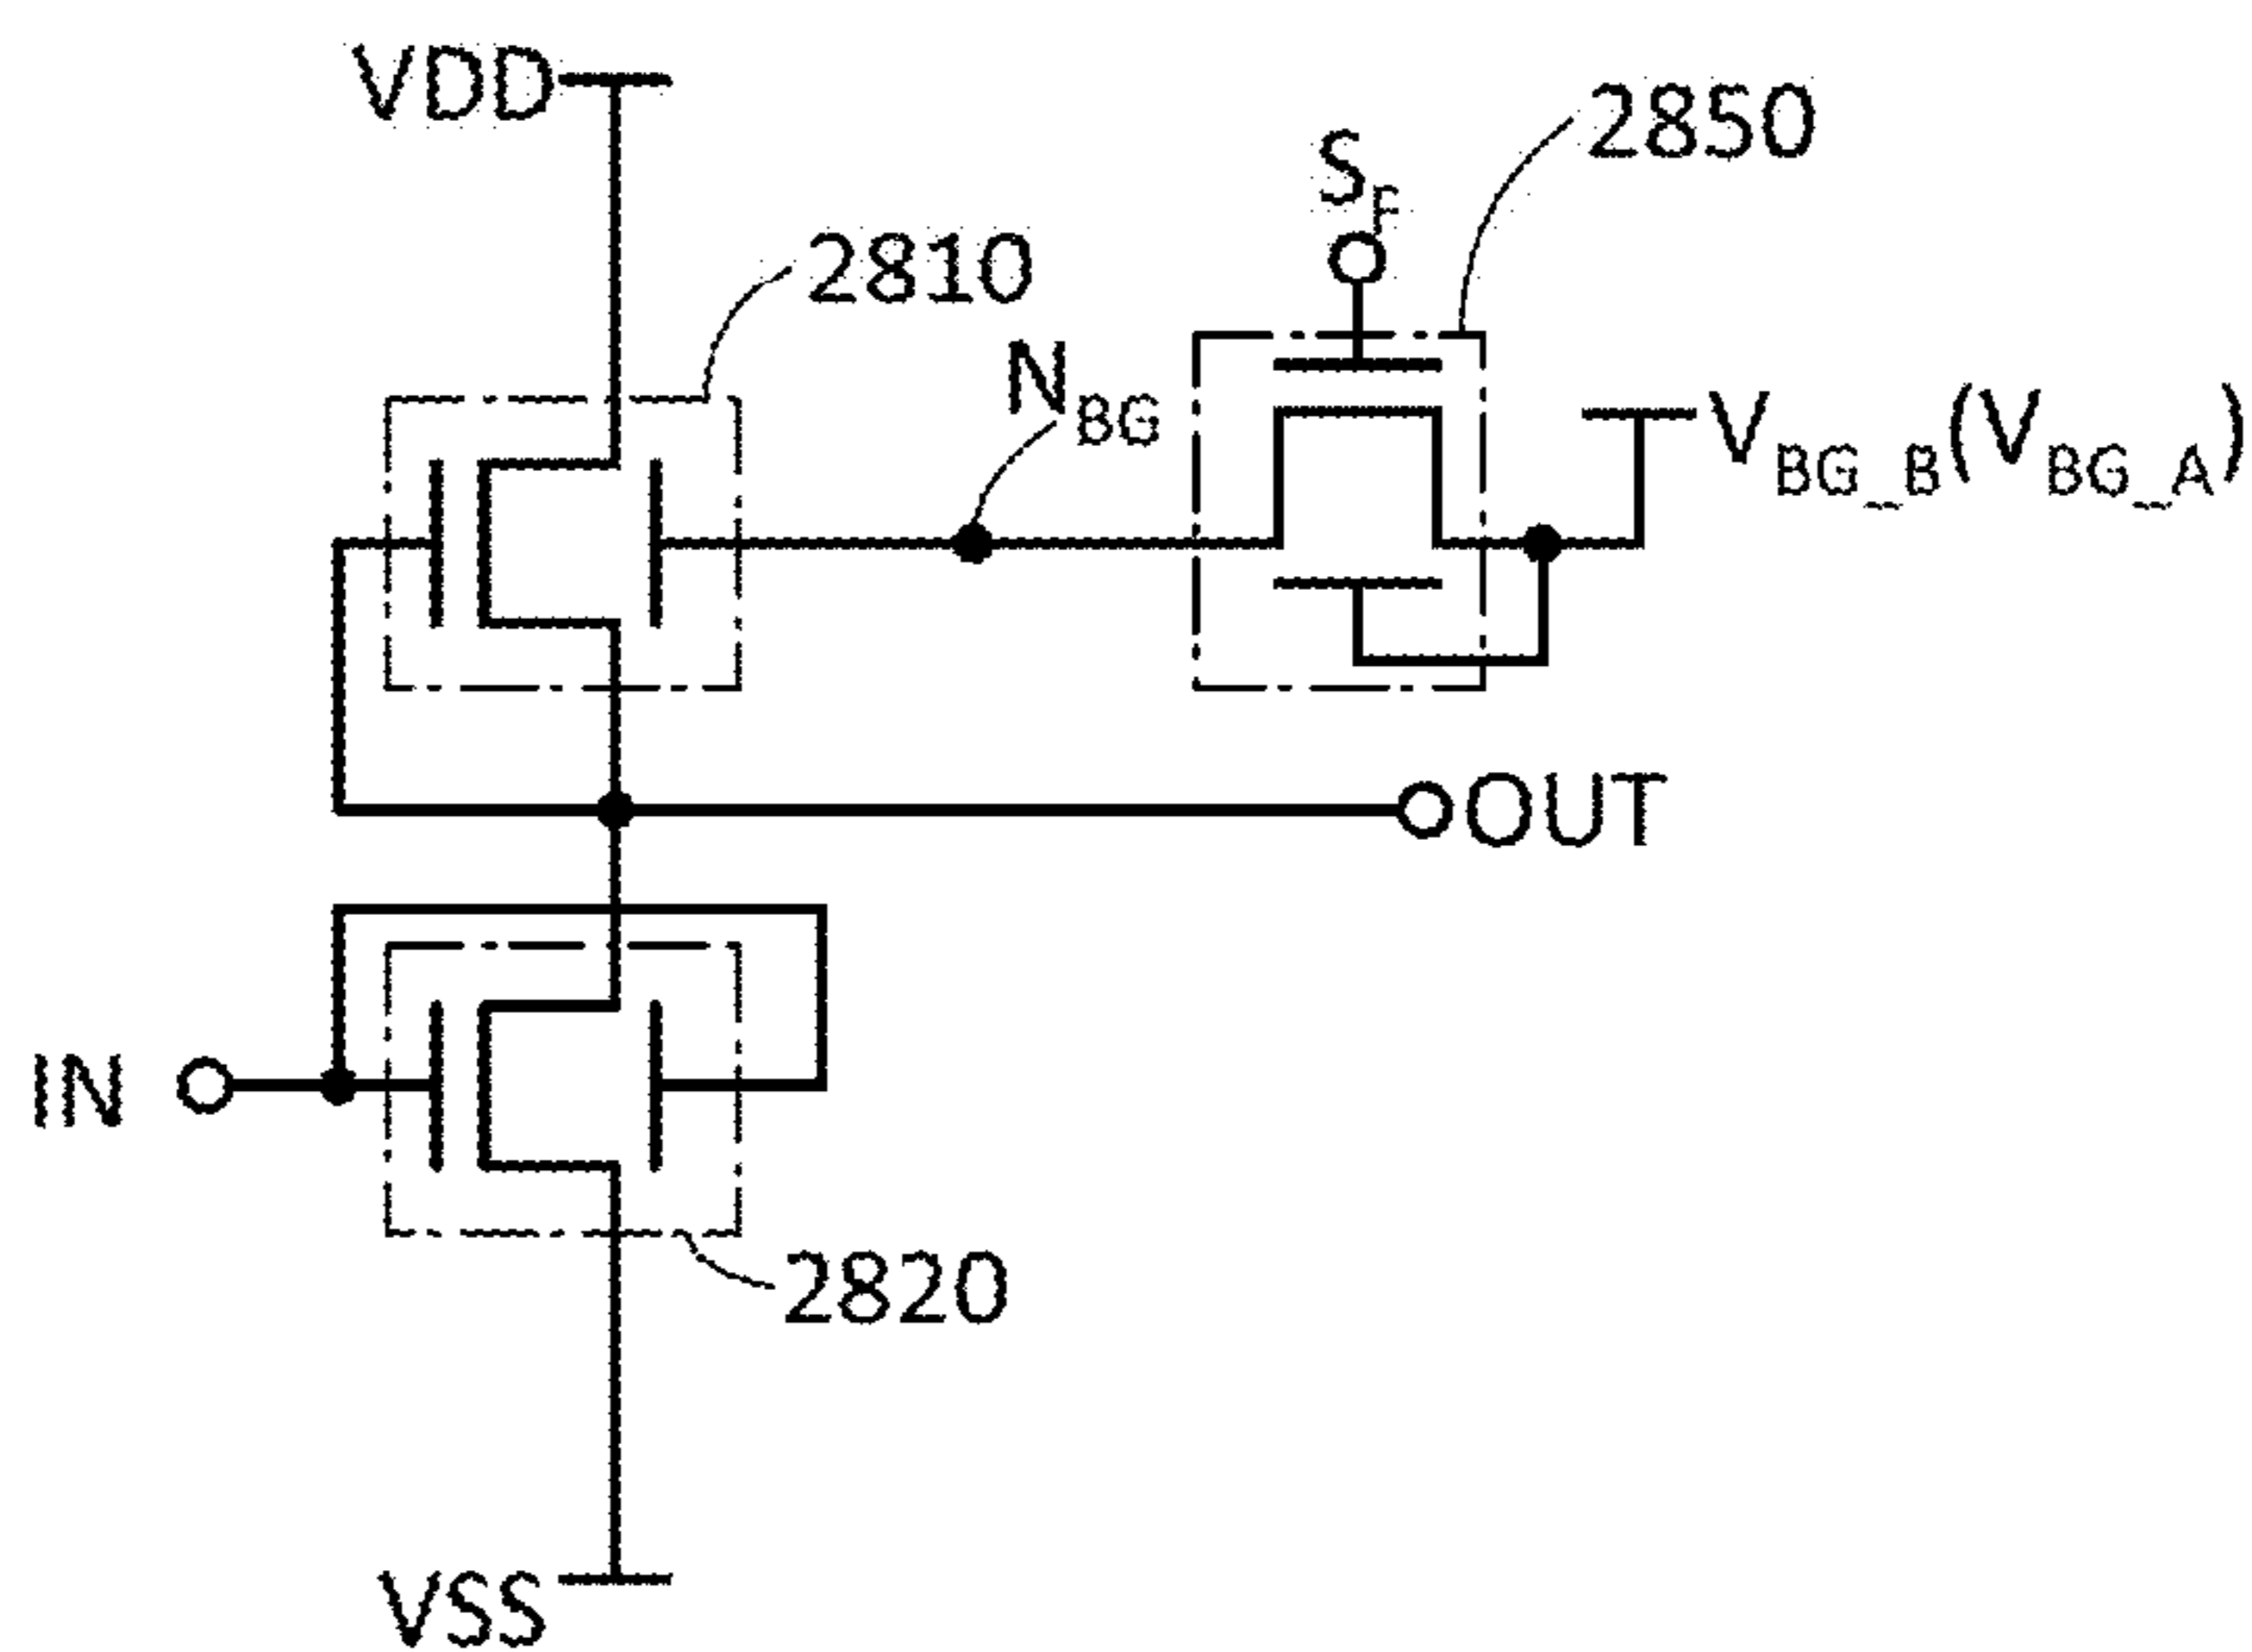 VDD
2850
S_F
2810
N_BG
V_BG_B(V_BG_A)
OUT
IN
2820
VSS